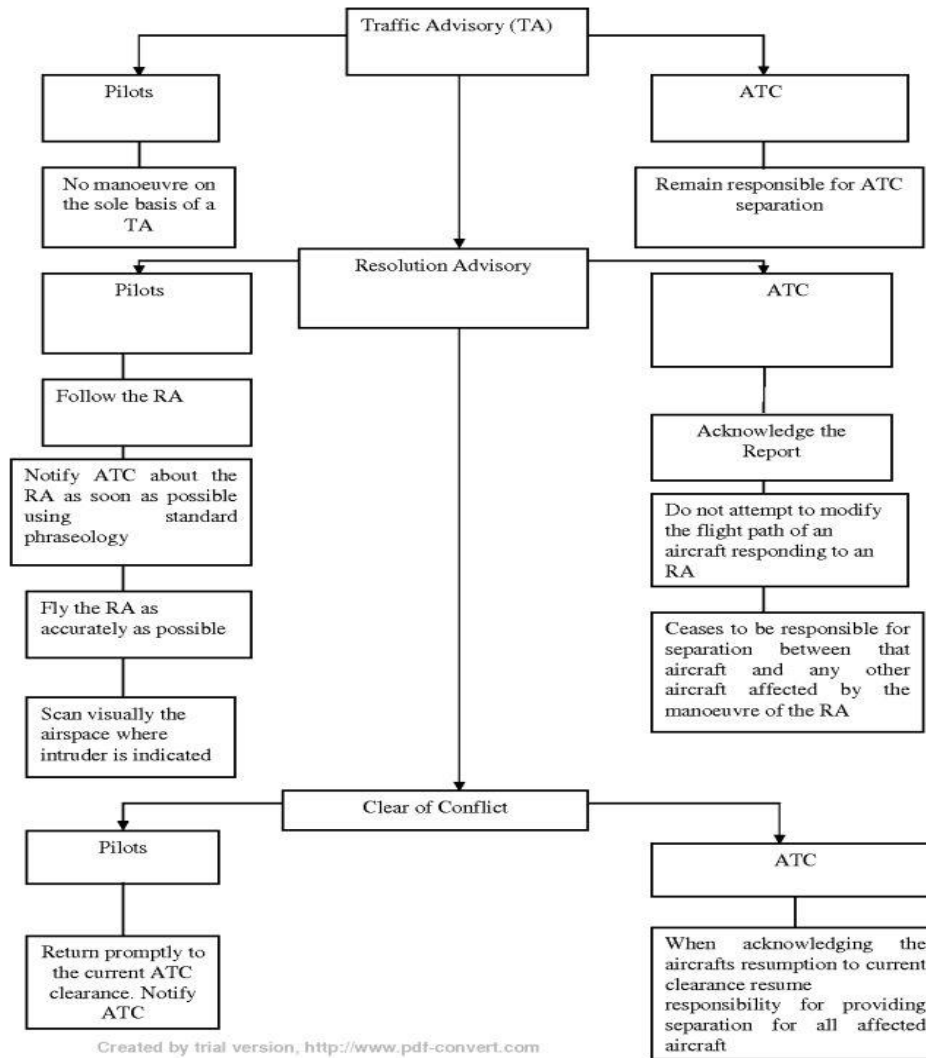 Traffic Advisory (TA)
Pilots
ATC
No manoeuvre on
the sole basis of a
TA
Remain responsible for ATC
separation
Resolution Advisory
Pilots
ATC
Follow the RA
Notify ATC about the
RA as soon as possible
using standard
phraseology
Fly the RA as
accurately as possible
Scan visually the
airspace where
intruder is indicated
Acknowledge the
Report
Do not attempt to modify
the flight path of an
aircraft responding to an
RA
Ceases to be responsible for
separation between that
aircraft and any other
aircraft affected by the
manoeuvre of the RA
Clear of Conflict
Pilots
ATC
Return promptly to
the current ATC
clearance. Notify
ATC
When acknowledging the
aircrafts resumption to current
clearance resume
responsibility for providing
separation for all affected
aircraft
Created by trial version, http://www.pdf-convert.com